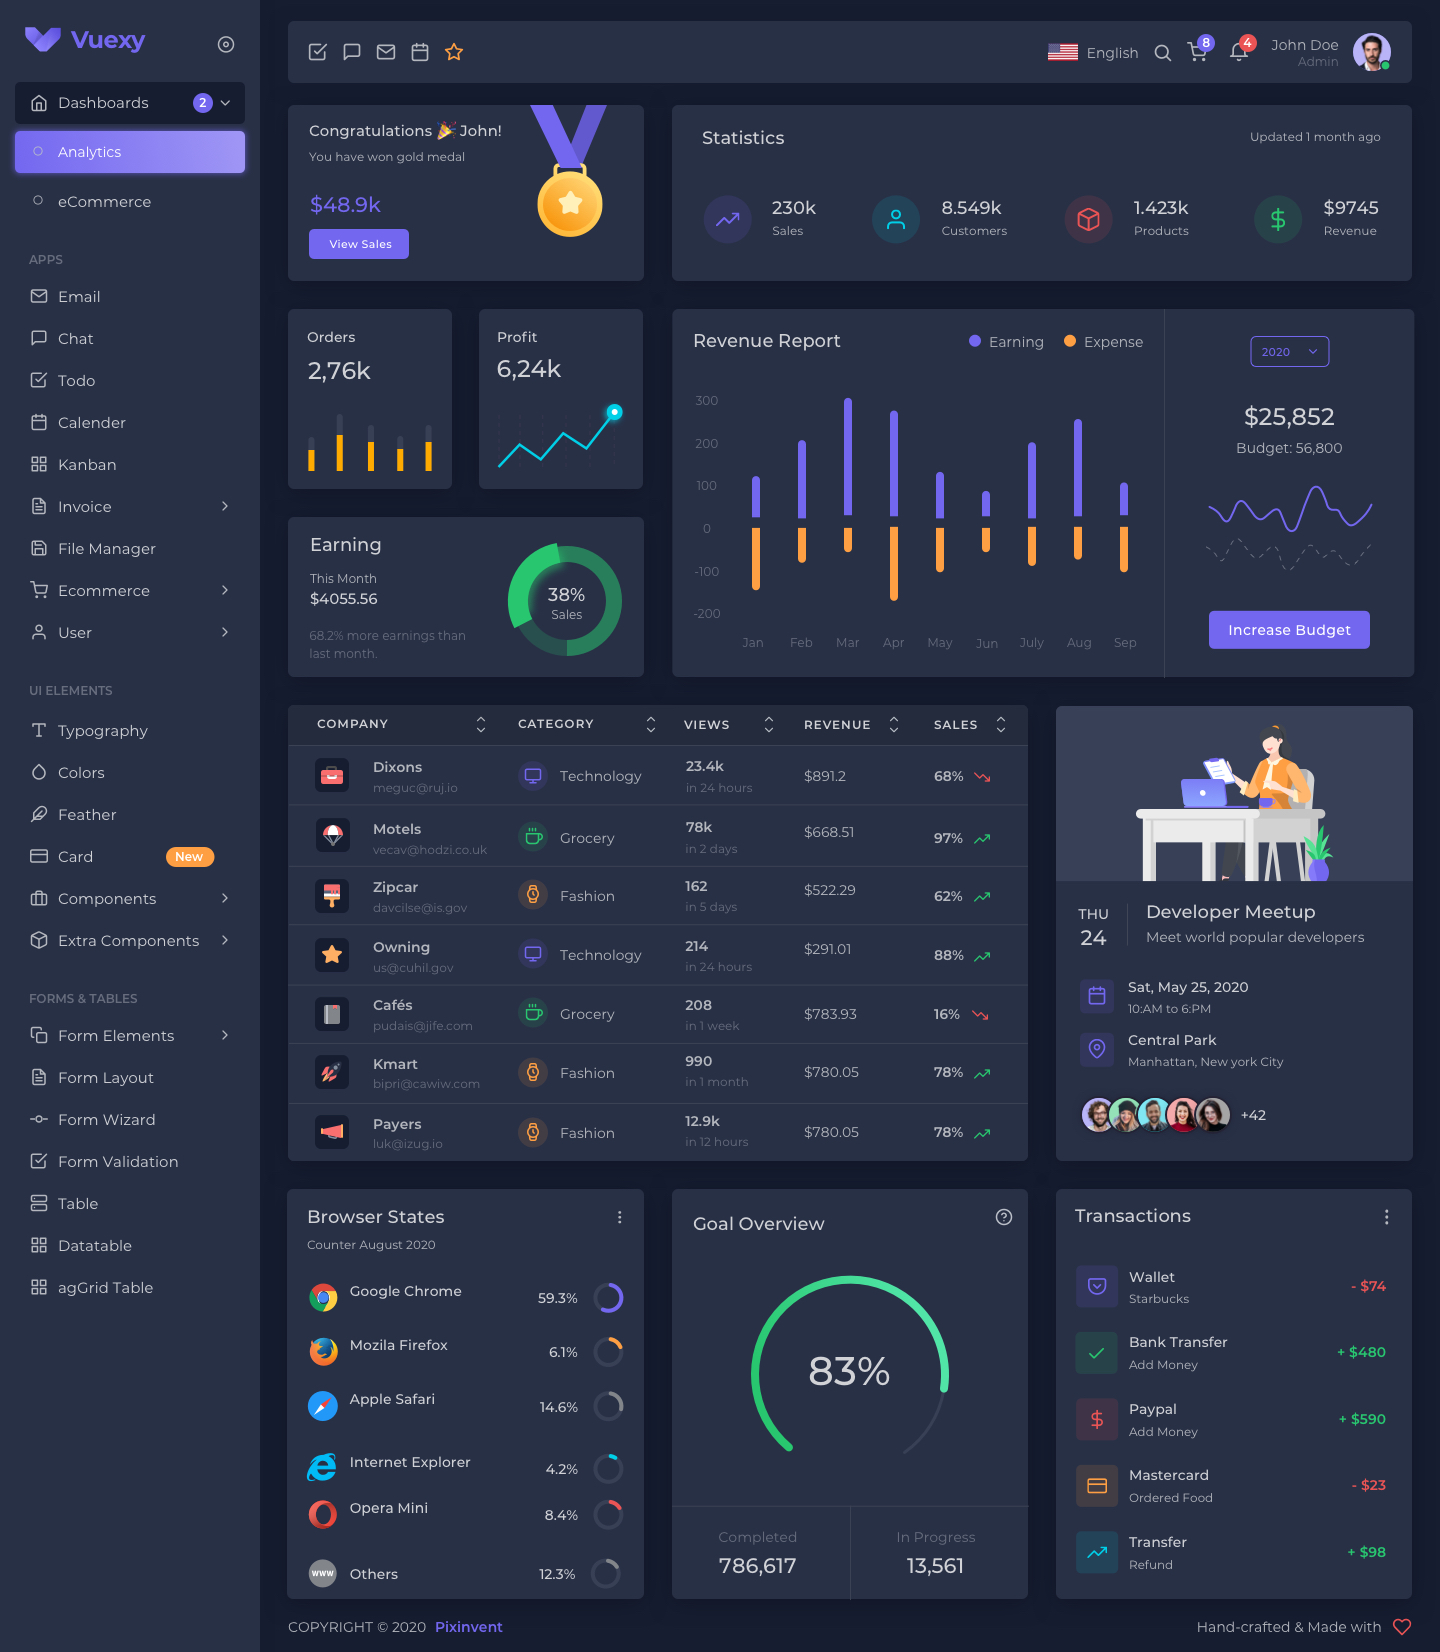 Vuexy
Dashboards 2
Analytics
eCommerce
APPS
Email
Chat
Todo
Calender
Kanban
Invoice
File Manager
Ecommerce
User
UI ELEMENTS
Typography
Colors
Feather
Card New
Components
Extra Components
FORMS & TABLES
Form Elements
Form Layout
Form Wizard
Form Validation
Table
Datatable
agGrid Table
English 8 4 John Doe
Admin
Congratulations 🎉 John!
You have won gold medal
$48.9k
View Sales
Statistics Updated 1 month ago
230k
Sales
8.549k
Customers
1.423k
Products
$9745
Revenue
Orders
2,76k
Profit
6,24k
Earning
This Month
$4055.56
68.2% more earnings than
last month.
38%
Sales
Revenue Report Earning Expense
300
200
100
0
-100
-200
Jan Feb Mar Apr May Jun July Aug Sep
2020
$25,852
Budget: 56,800
Increase Budget
COMPANY CATEGORY VIEWS REVENUE SALES
Dixons Technology 23.4k $891.2 68%
meguc@ruj.io in 24 hours
Motels Grocery 78k $668.51 97%
vecav@hodzi.co.uk in 2 days
Zipcar Fashion 162 $522.29 62%
davcilse@is.gov in 5 days
Owning Technology 214 $291.01 88%
us@cuhil.gov in 24 hours
Cafés Grocery 208 $783.93 16%
pudais@jife.com in 1 week
Kmart Fashion 990 $780.05 78%
bipri@cawiw.com in 1 month
Payers Fashion 12.9k $780.05 78%
luk@izug.io in 12 hours
THU
24
Developer Meetup
Meet world popular developers
Sat, May 25, 2020
10:AM to 6:PM
Central Park
Manhattan, New york City
+42
Browser States
Counter August 2020
Google Chrome 59.3%
Mozila Firefox 6.1%
Apple Safari 14.6%
Internet Explorer 4.2%
Opera Mini 8.4%
www Others 12.3%
Goal Overview
83%
Completed
786,617
In Progress
13,561
Transactions
Wallet - $74
Starbucks
Bank Transfer + $480
Add Money
Paypal + $590
Add Money
Mastercard - $23
Ordered Food
Transfer + $98
Refund
COPYRIGHT © 2020 Pixinvent
Hand-crafted & Made with